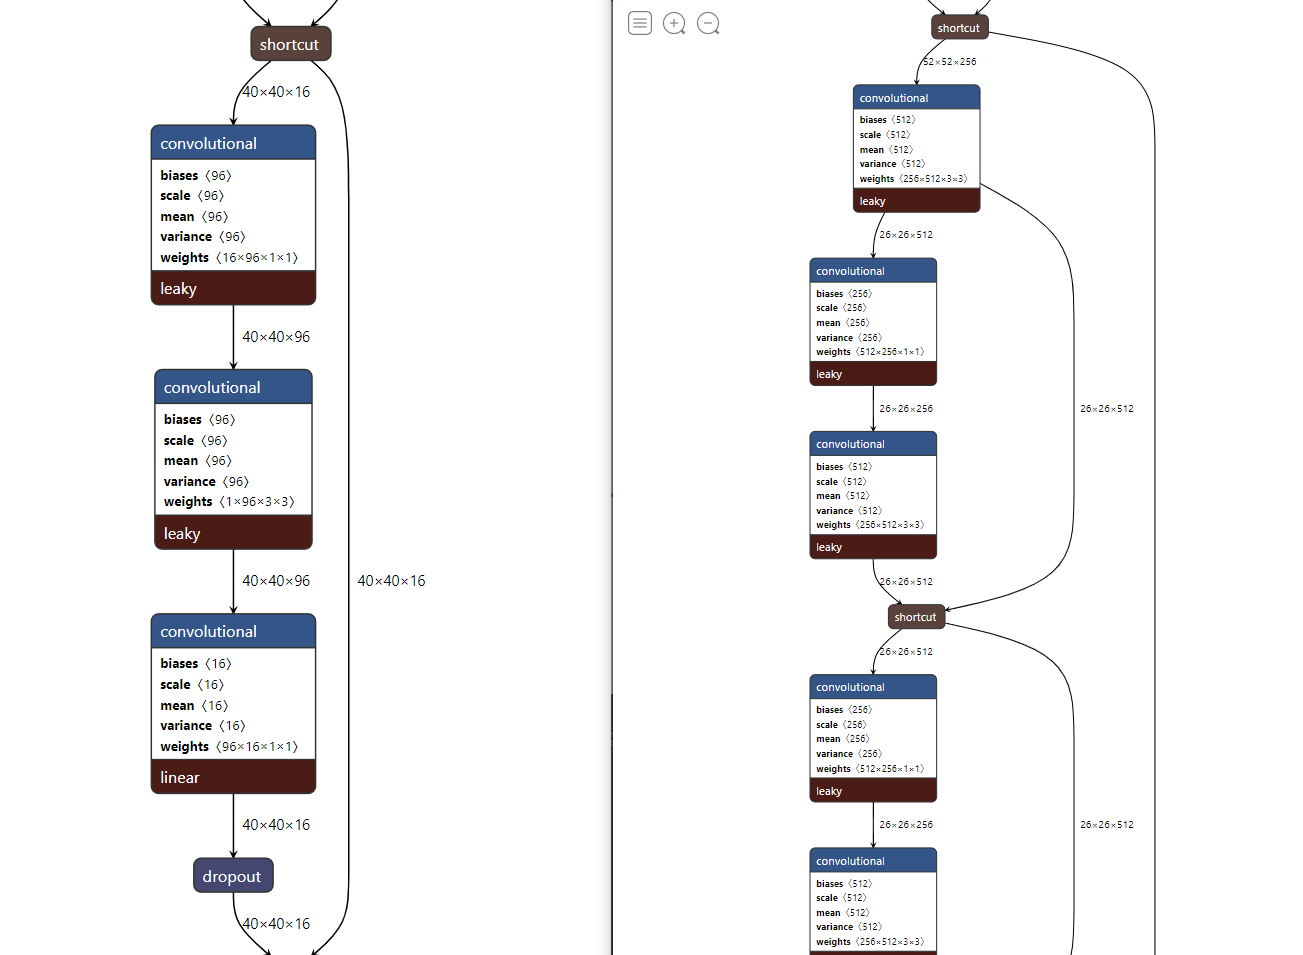 shortcut
40×40×16
convolutional
biases 〈96〉
scale 〈96〉
mean 〈96〉
variance 〈96〉
weights 〈16×96×1×1〉
leaky
40×40×96
convolutional
biases 〈96〉
scale 〈96〉
mean 〈96〉
variance 〈96〉
weights 〈1×96×3×3〉
leaky
40×40×96
40×40×16
convolutional
biases 〈16〉
scale 〈16〉
mean 〈16〉
variance 〈16〉
weights 〈96×16×1×1〉
linear
40×40×16
dropout
40×40×16
shortcut
52×52×256
convolutional
biases 〈512〉
scale 〈512〉
mean 〈512〉
variance 〈512〉
weights 〈256×512×3×3〉
leaky
26×26×512
convolutional
biases 〈256〉
scale 〈256〉
mean 〈256〉
variance 〈256〉
weights 〈512×256×1×1〉
leaky
26×26×256
26×26×512
convolutional
biases 〈512〉
scale 〈512〉
mean 〈512〉
variance 〈512〉
weights 〈256×512×3×3〉
leaky
26×26×512
shortcut
26×26×512
convolutional
biases 〈256〉
scale 〈256〉
mean 〈256〉
variance 〈256〉
weights 〈512×256×1×1〉
leaky
26×26×256
26×26×512
convolutional
biases 〈512〉
scale 〈512〉
mean 〈512〉
variance 〈512〉
weights 〈256×512×3×3〉